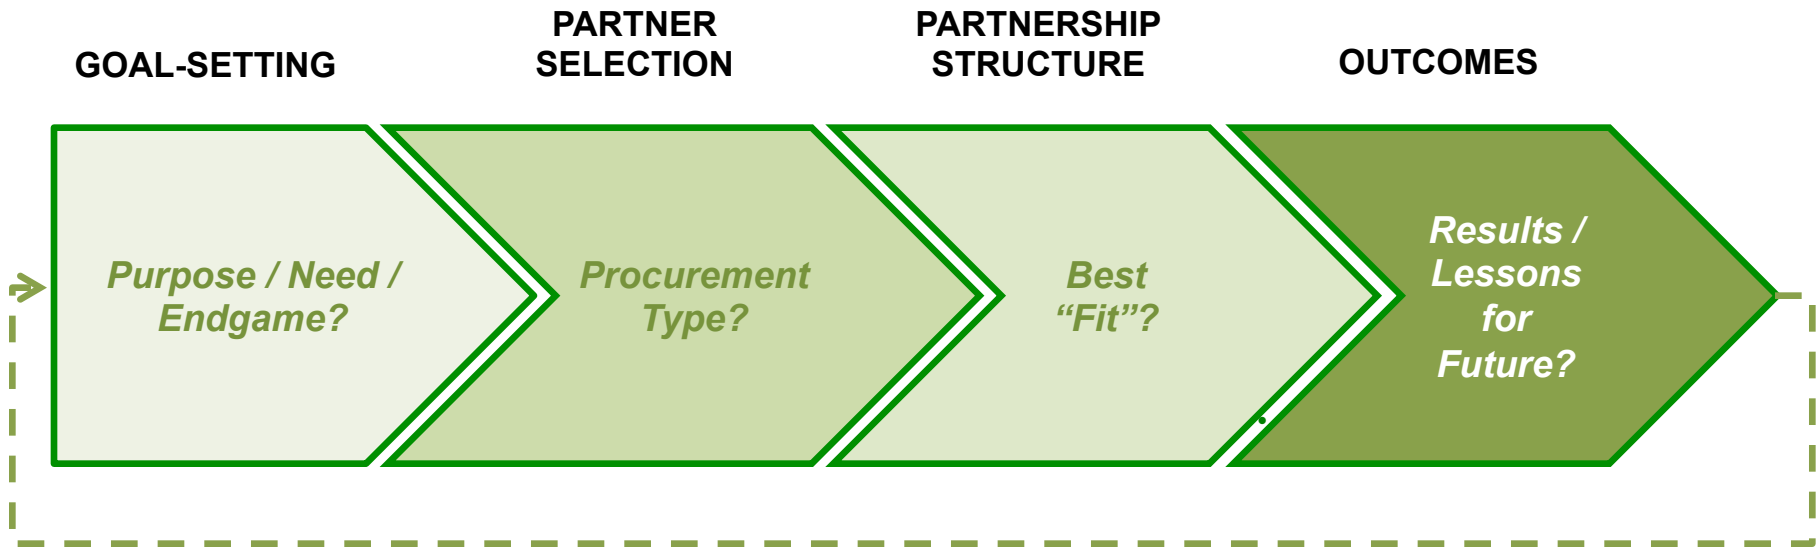 GOAL-SETTING
PARTNER
SELECTION
PARTNERSHIP
STRUCTURE
OUTCOMES
Purpose / Need /
Endgame?
Procurement
Type?
Best
“Fit”?
Results /
Lessons
for
Future?